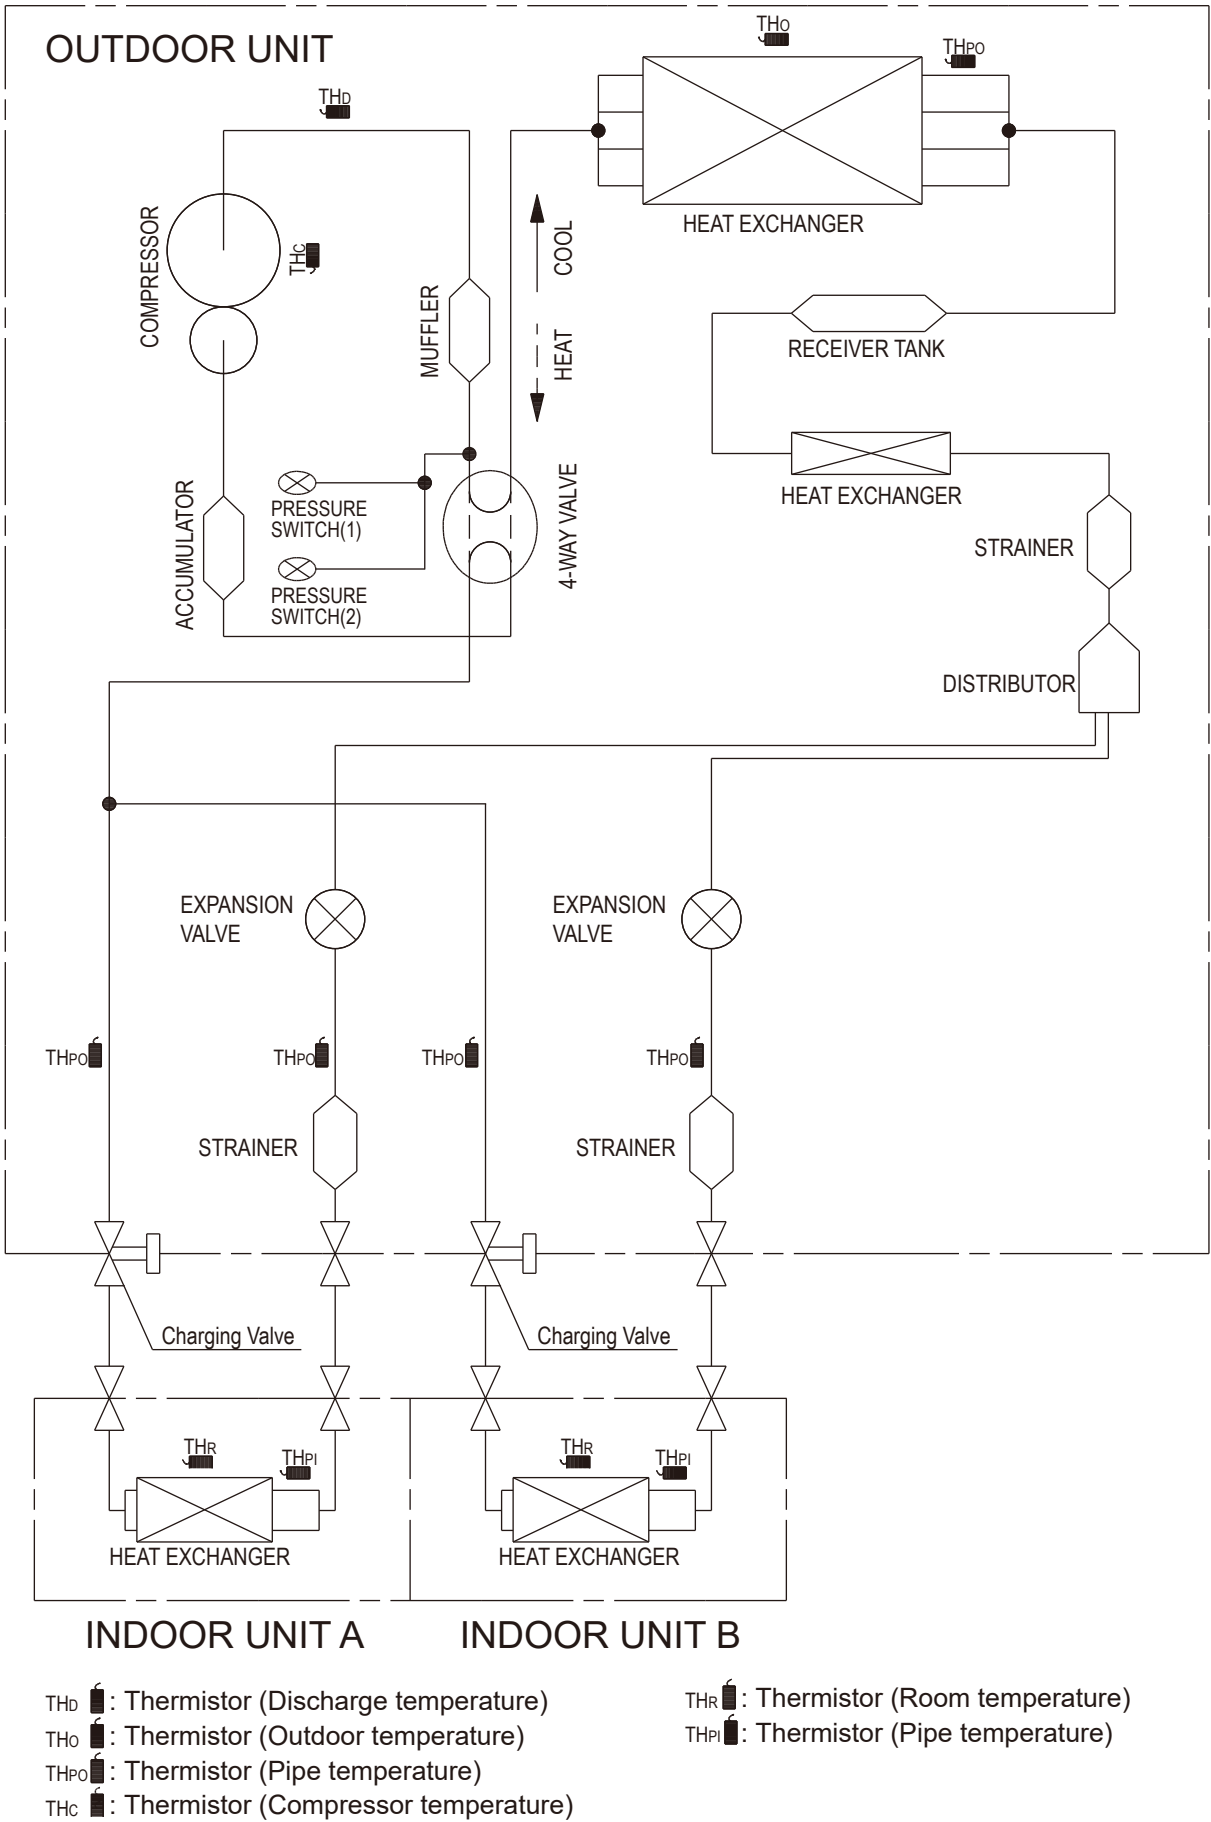 OUTDOOR UNIT
THO
THPO
THD
HEAT EXCHANGER
COMPRESSOR
THC
MUFFLER
COOL
HEAT
RECEIVER TANK
HEAT EXCHANGER
ACCUMULATOR
PRESSURE
SWITCH(1)
PRESSURE
SWITCH(2)
4-WAY VALVE
STRAINER
DISTRIBUTOR
EXPANSION
VALVE
EXPANSION
VALVE
THPO
THPO
THPO
THPO
STRAINER
STRAINER
Charging Valve
Charging Valve
THR
THPI
THR
THPI
HEAT EXCHANGER
HEAT EXCHANGER
INDOOR UNIT A
INDOOR UNIT B
THD : Thermistor (Discharge temperature)
THO : Thermistor (Outdoor temperature)
THPO : Thermistor (Pipe temperature)
THC : Thermistor (Compressor temperature)
THR : Thermistor (Room temperature)
THPI : Thermistor (Pipe temperature)